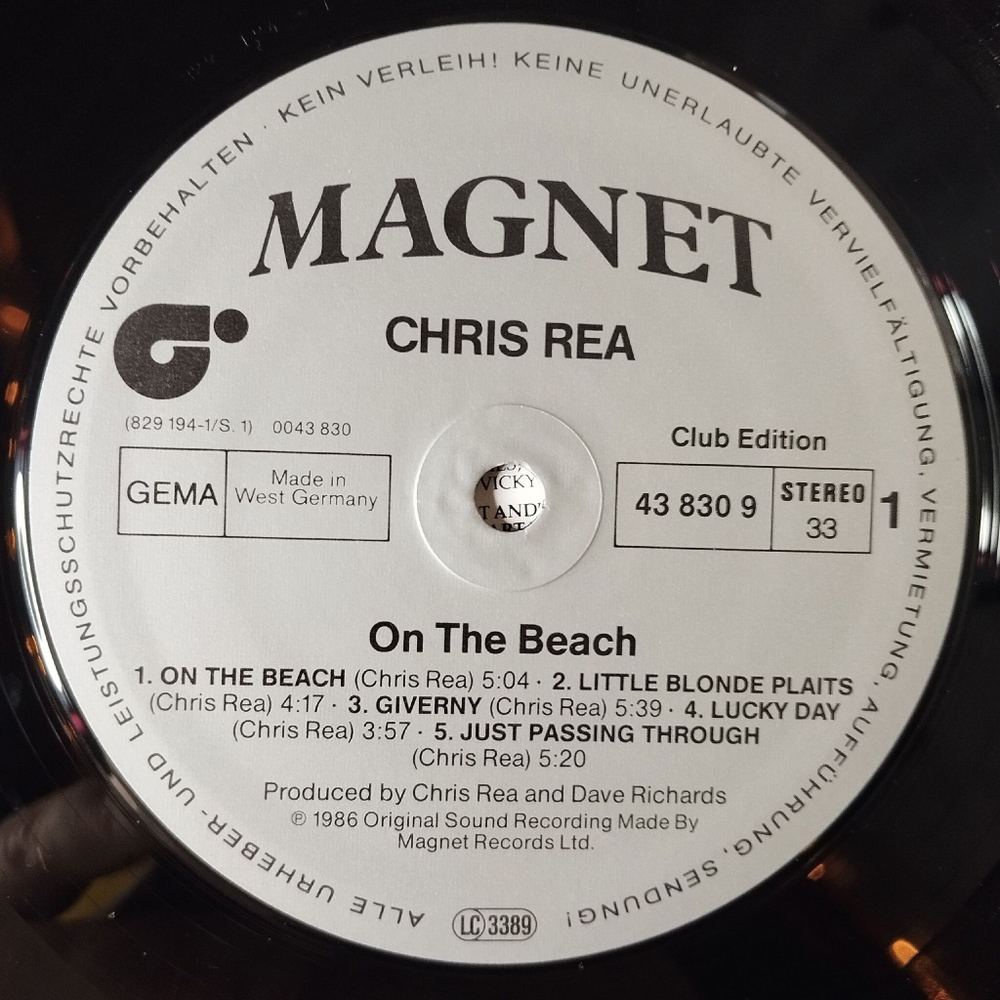 ALLE URHEBER- UND LEISTUNGSSCHUTZRECHTE VORBEHALTEN · KEIN VERLEIH! KEINE UNERLAUBTE VERVIELFÄLTIGUNG, VERMIETUNG, AUFFÜHRUNG, SENDUNG!
MAGNET
CHRIS REA
(829 194-1/S. 1) 0043 830
Club Edition
GEMA
Made in
West Germany
43 830 9
STEREO
33
1
VICKY
On The Beach
1. ON THE BEACH (Chris Rea) 5:04 · 2. LITTLE BLONDE PLAITS
(Chris Rea) 4:17 · 3. GIVERNY (Chris Rea) 5:39 · 4. LUCKY DAY
(Chris Rea) 3:57 · 5. JUST PASSING THROUGH
(Chris Rea) 5:20
Produced by Chris Rea and Dave Richards
℗ 1986 Original Sound Recording Made By
Magnet Records Ltd.
LC 3389